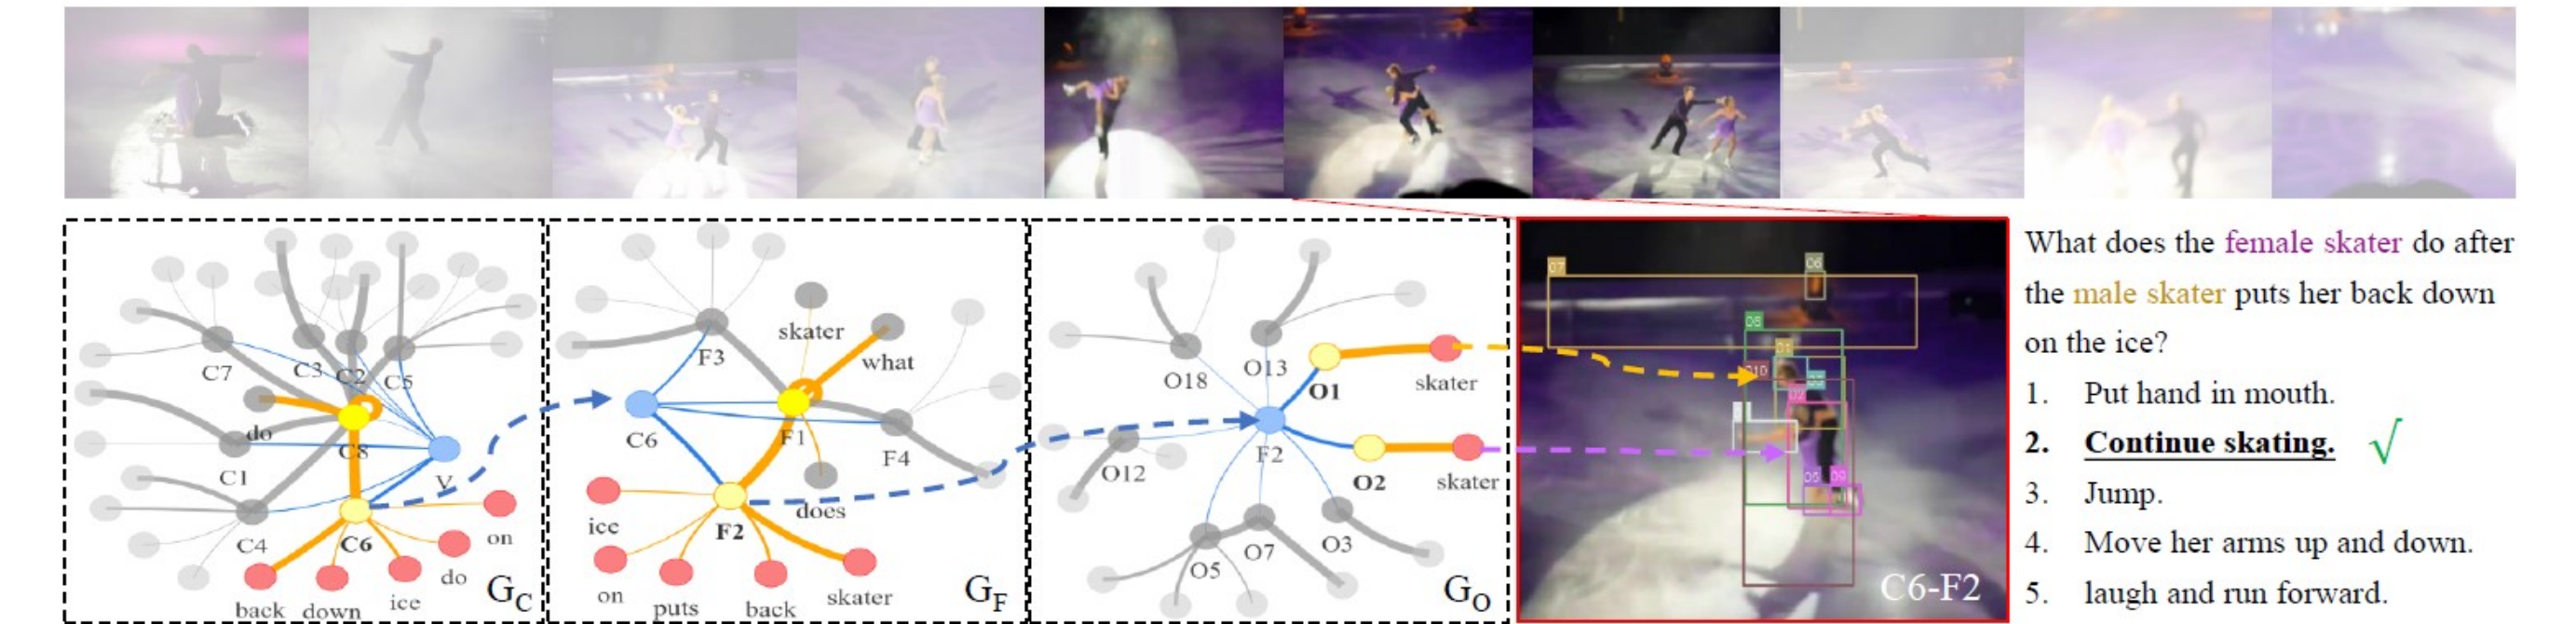 C7
C3
C2
C5
do
C8
C1
V
C4
C6
on
do
ice
back
down
G_C
skater
what
F3
C6
F1
F4
ice
F2
does
on
puts
back
skater
G_F
O18
O13
O1
skater
F2
O12
O2
skater
O5
O7
O3
G_O
C6-F2
What does the female skater do after
the male skater puts her back down
on the ice?
1. Put hand in mouth.
2. Continue skating. √
3. Jump.
4. Move her arms up and down.
5. laugh and run forward.